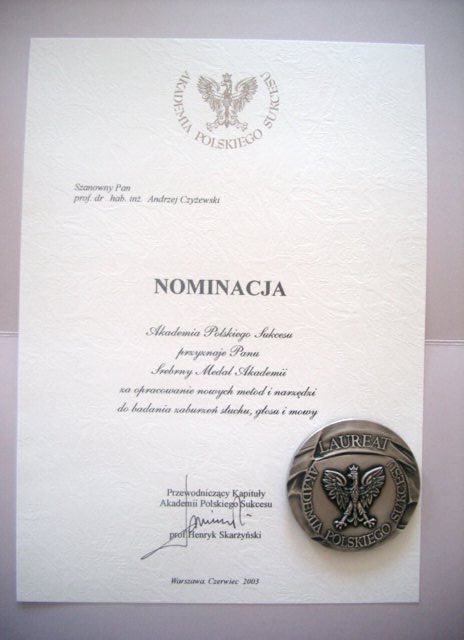 AKADEMIA POLSKIEGO SUKCESU
Szanowny Pan
prof. dr hab. inż. Andrzej Czyżewski
NOMINACJA
Akademia Polskiego Sukcesu
przyznaje Panu
Srebrny Medal Akademii
za opracowanie nowych metod i narzędzi
do badania zaburzeń słuchu, głosu i mowy
Przewodniczący Kapituły
Akademii Polskiego Sukcesu
prof. Henryk Skarżyński
Warszawa. Czerwiec 2003
LAUREAT
AKADEMIA POLSKIEGO SUKCESU